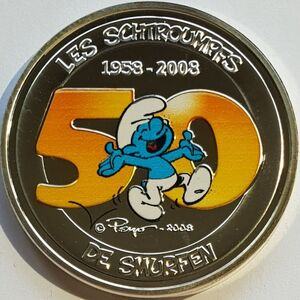 LES SCHTROUMPFS
1958-2008
50
© Peyo -2008
DE SMURFEN